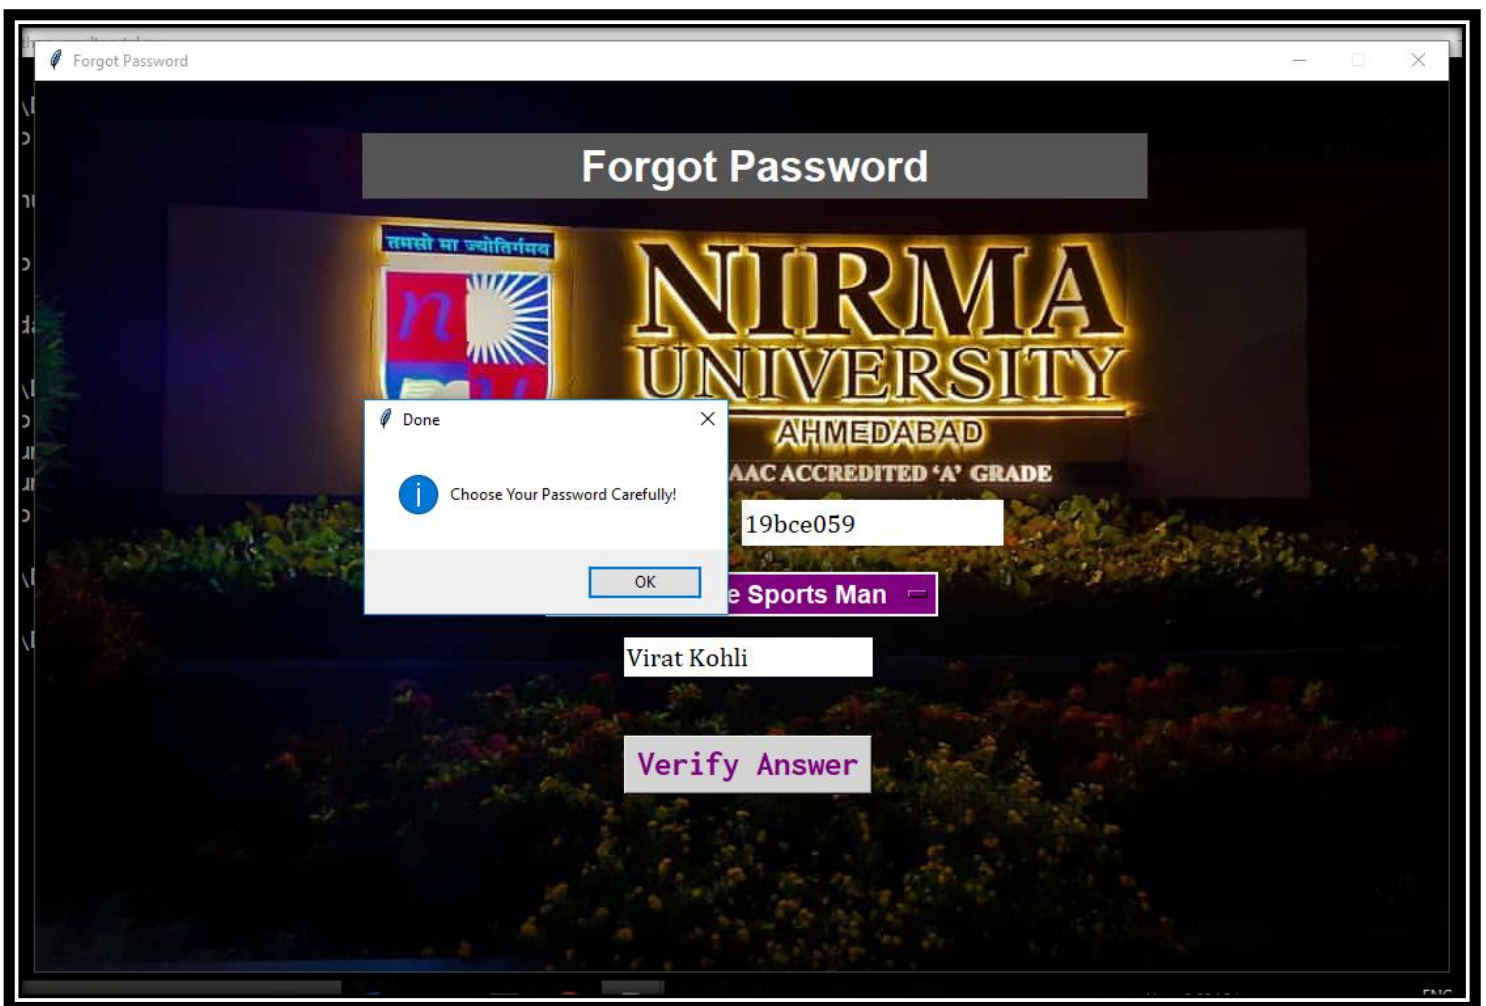 Forgot Password
Forgot Password
तमसो मा ज्योतिर्गमय
NIRMA
UNIVERSITY
AHMEDABAD
AAC ACCREDITED ‘A’ GRADE
Done
Choose Your Password Carefully!
OK
19bce059
e Sports Man
Virat Kohli
Verify Answer